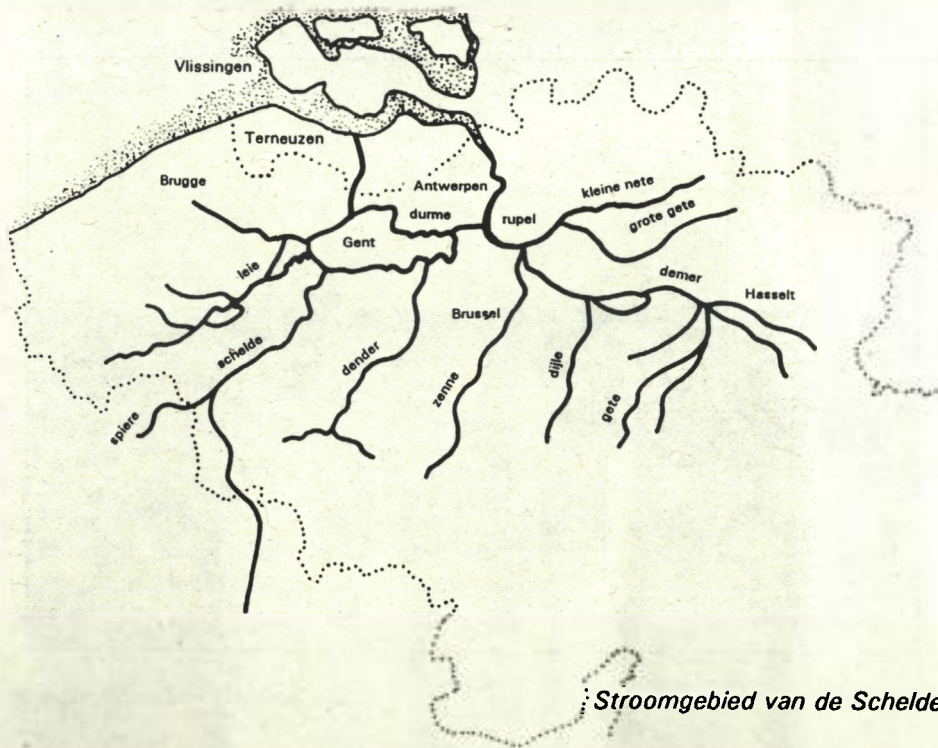 Vlissingen
Terneuzen
Brugge
Antwerpen
kleine nete
durme
rupel
grote gete
Gent
leie
demer
Hasselt
Brussel
schelde
dender
zenne
dijle
gete
spiere
Stroomgebied van de Schelde